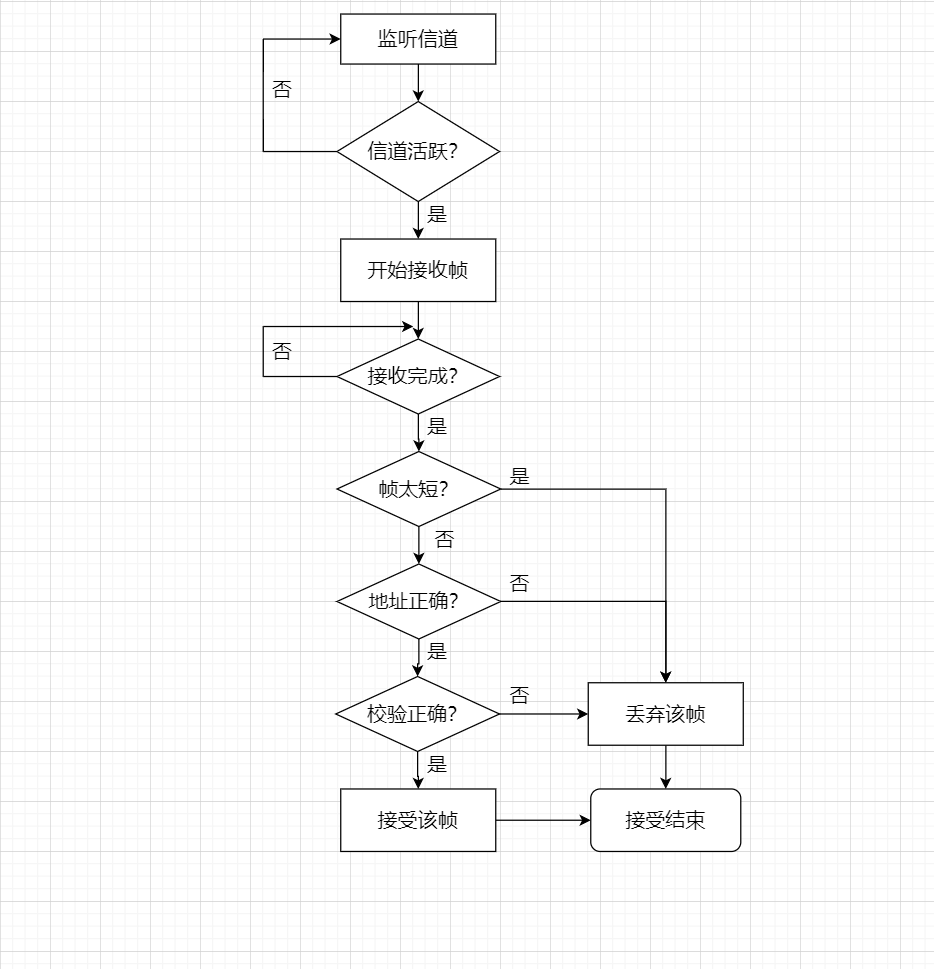 监听信道
否
信道活跃?
是
开始接收帧
否
接收完成?
是
帧太短?
是
否
地址正确?
否
是
校验正确?
否
丢弃该帧
是
接受该帧
接受结束